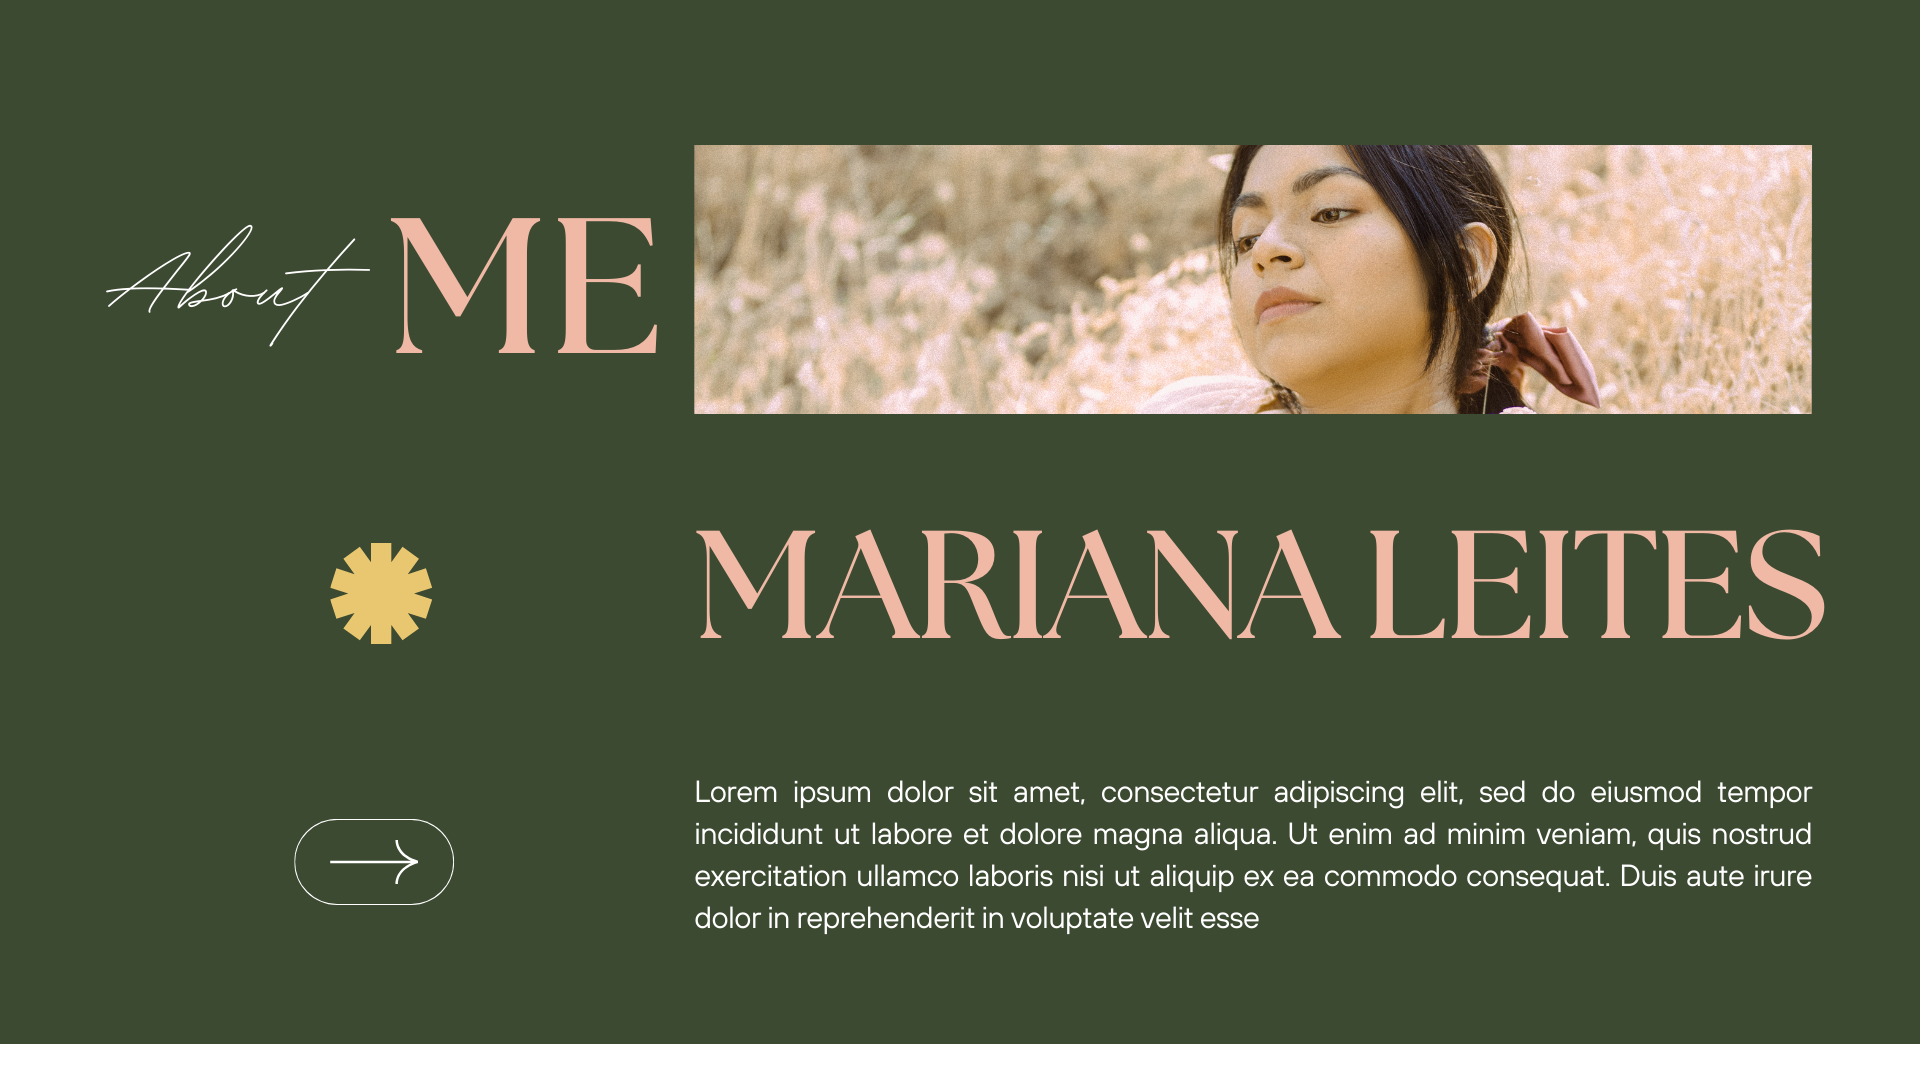 About ME
MARIANA LEITES
Lorem ipsum dolor sit amet, consectetur adipiscing elit, sed do eiusmod tempor
incididunt ut labore et dolore magna aliqua. Ut enim ad minim veniam, quis nostrud
exercitation ullamco laboris nisi ut aliquip ex ea commodo consequat. Duis aute irure
dolor in reprehenderit in voluptate velit esse